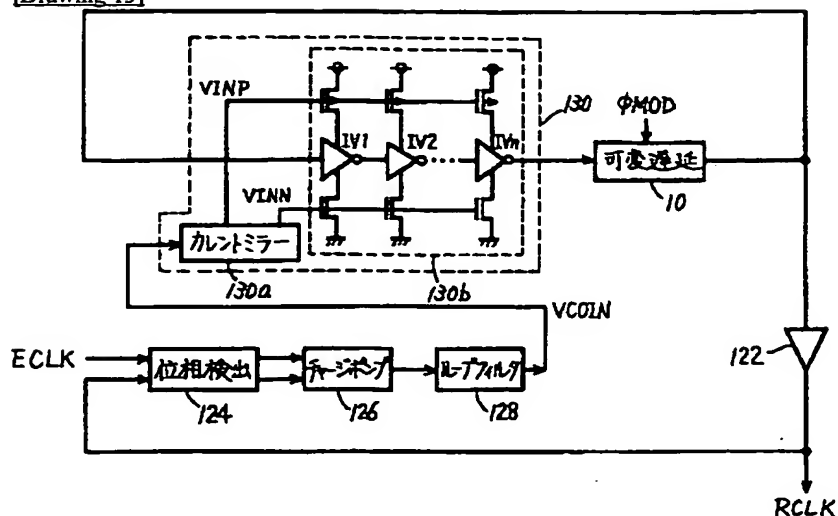 [Drawing 13]
VINP
130
ΦMOD
IV1
IV2
IVn
可変遅延
10
VINN
カレントミラー
130a
130b
VCOIN
ECLK
位相検出
124
チャージポンプ
126
ループフィルタ
128
122
RCLK